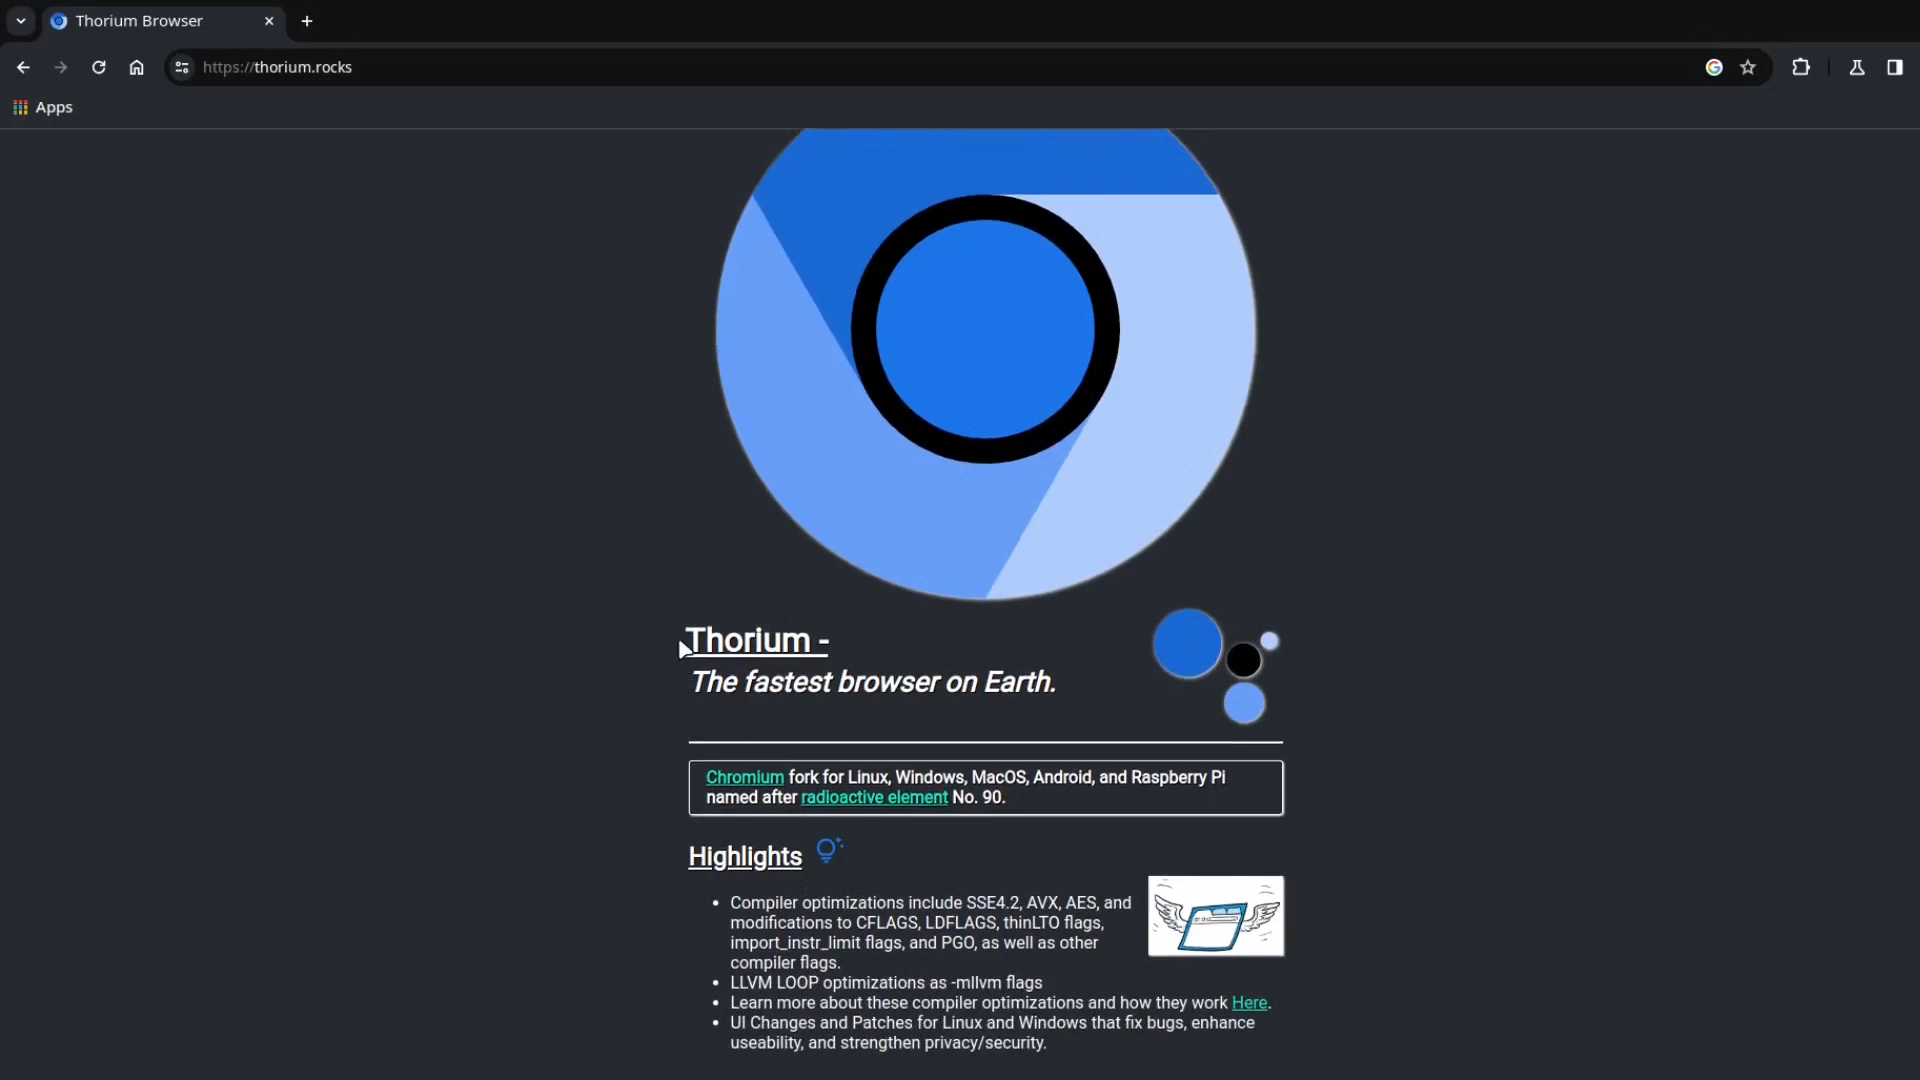 Thorium Browser
https://thorium.rocks
Apps
Thorium -
The fastest browser on Earth.
Chromium fork for Linux, Windows, MacOS, Android, and Raspberry Pi
named after radioactive element No. 90.
Highlights
• Compiler optimizations include SSE4.2, AVX, AES, and
modifications to CFLAGS, LDFLAGS, thinLTO flags,
import_instr_limit flags, and PGO, as well as other
compiler flags.
• LLVM LOOP optimizations as -mllvm flags
• Learn more about these compiler optimizations and how they work Here.
• UI Changes and Patches for Linux and Windows that fix bugs, enhance
useability, and strengthen privacy/security.